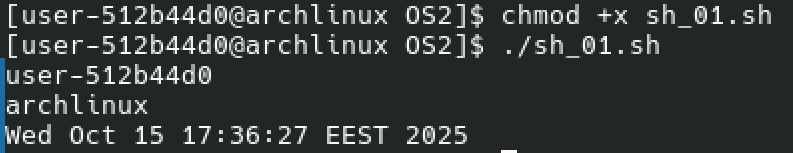 [user-512b44d0@archlinux OS2]$ chmod +x sh_01.sh
[user-512b44d0@archlinux OS2]$ ./sh_01.sh
user-512b44d0
archlinux
Wed Oct 15 17:36:27 EEST 2025